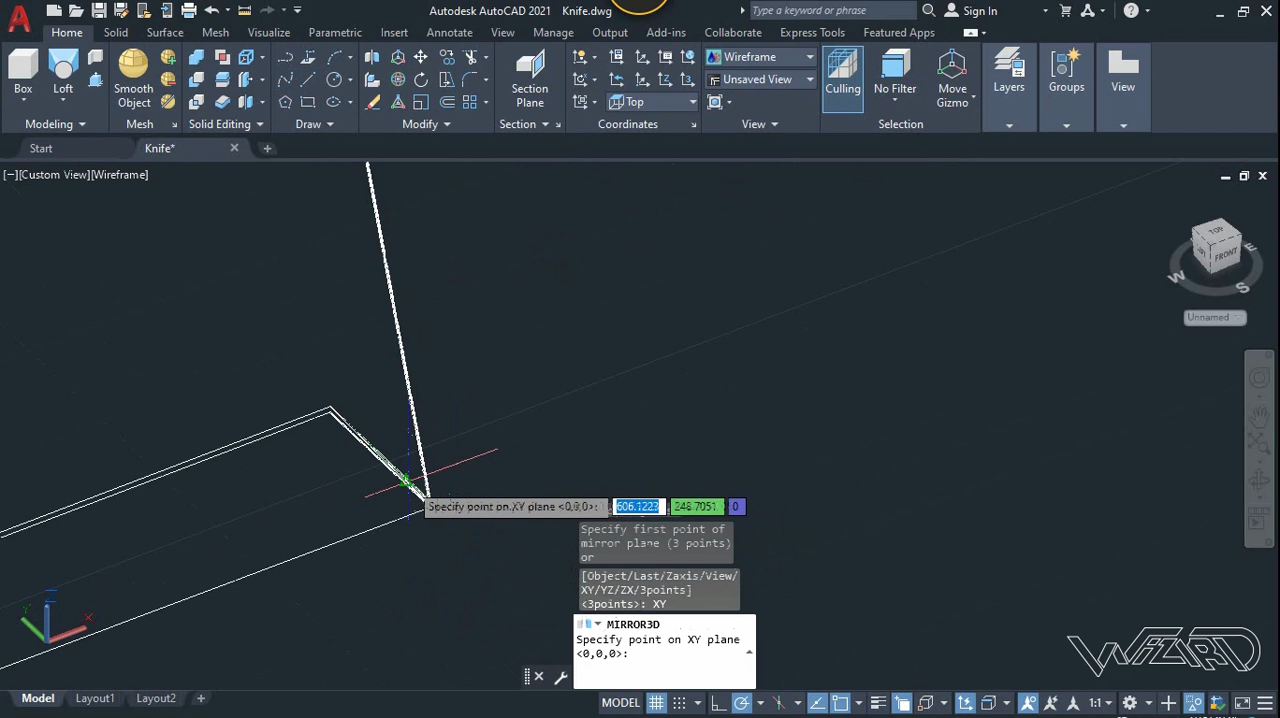 Autodesk AutoCAD 2021 Knife.dwg
Type a keyword or phrase
Sign In
Home Solid Surface Mesh Visualize Parametric Insert Annotate View Manage Output Add-ins Collaborate Express Tools Featured Apps
Box
Loft
Modeling
Smooth
Object
Mesh
Solid Editing
Draw
Modify
Section
Plane
Section
Top
Coordinates
Wireframe
Unsaved View
View
Culling
No Filter
Move
Gizmo
Selection
Layers
Groups
View
Start
Knife*
[−][Custom View][Wireframe]
TOP
FRONT
W
S
E
Unnamed
Specify point on XY plane <0,0,0>: 606.1223 248.7051 0
Specify first point of
mirror plane (3 points)
or
[Object/Last/Zaxis/View/
XY/YZ/ZX/3points]
<3points>: XY
MIRROR3D
Specify point on XY plane
<0,0,0>:
Y
X
WIZARD
Model Layout1 Layout2
MODEL
1:1